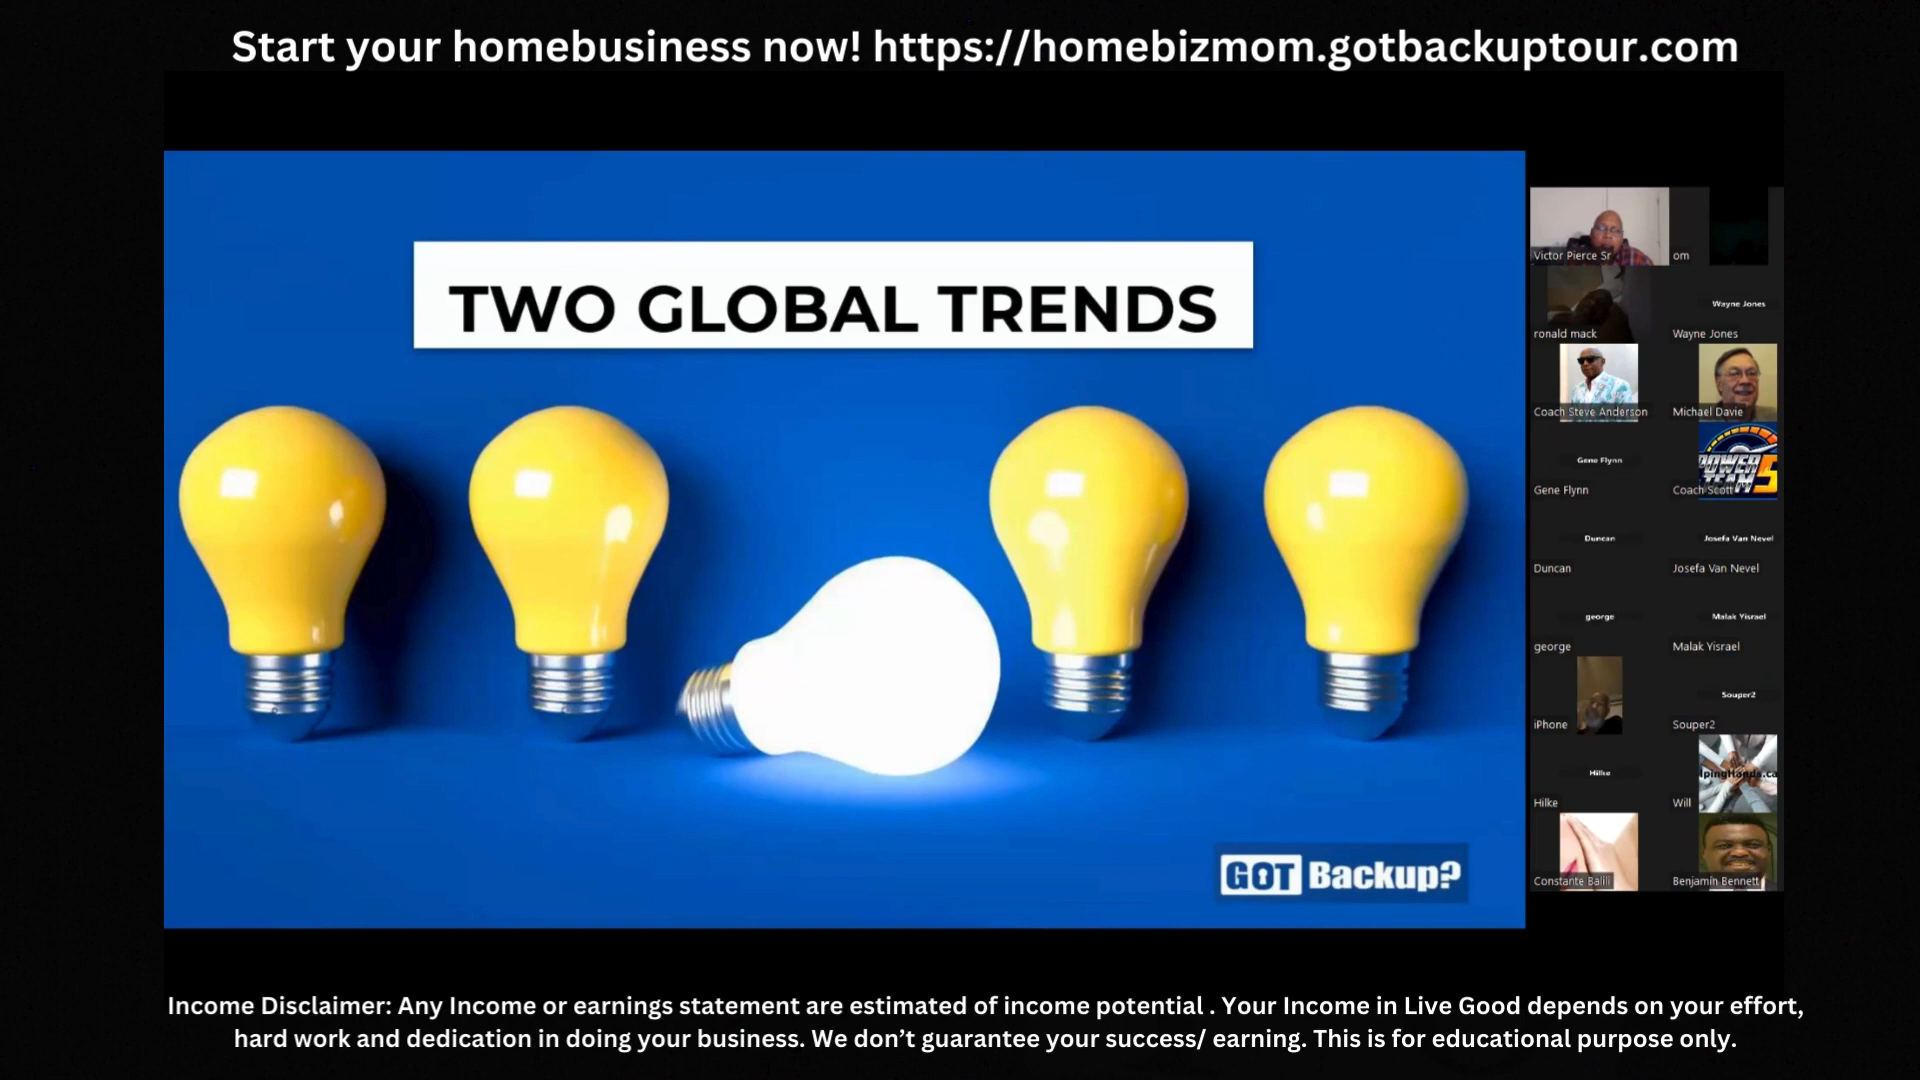 Start your homebusiness now! https://homebizmom.gotbackuptour.com
TWO GLOBAL TRENDS
GOT Backup?
Victor Pierce Sr
om
ronald mack
Wayne Jones
Wayne Jones
Coach Steve Anderson
Michael Davie
Gene Flynn
Gene Flynn
POWER TEAM 5
Coach Scott
Duncan
Duncan
Josefa Van Nevel
Josefa Van Nevel
george
george
Malak Yisrael
Malak Yisrael
iPhone
Souper2
Souper2
Hilke
Hilke
lpingHands.ca
Will
Constante Balili
Benjamin Bennett
Income Disclaimer: Any Income or earnings statement are estimated of income potential . Your Income in Live Good depends on your effort,
hard work and dedication in doing your business. We don’t guarantee your success/ earning. This is for educational purpose only.